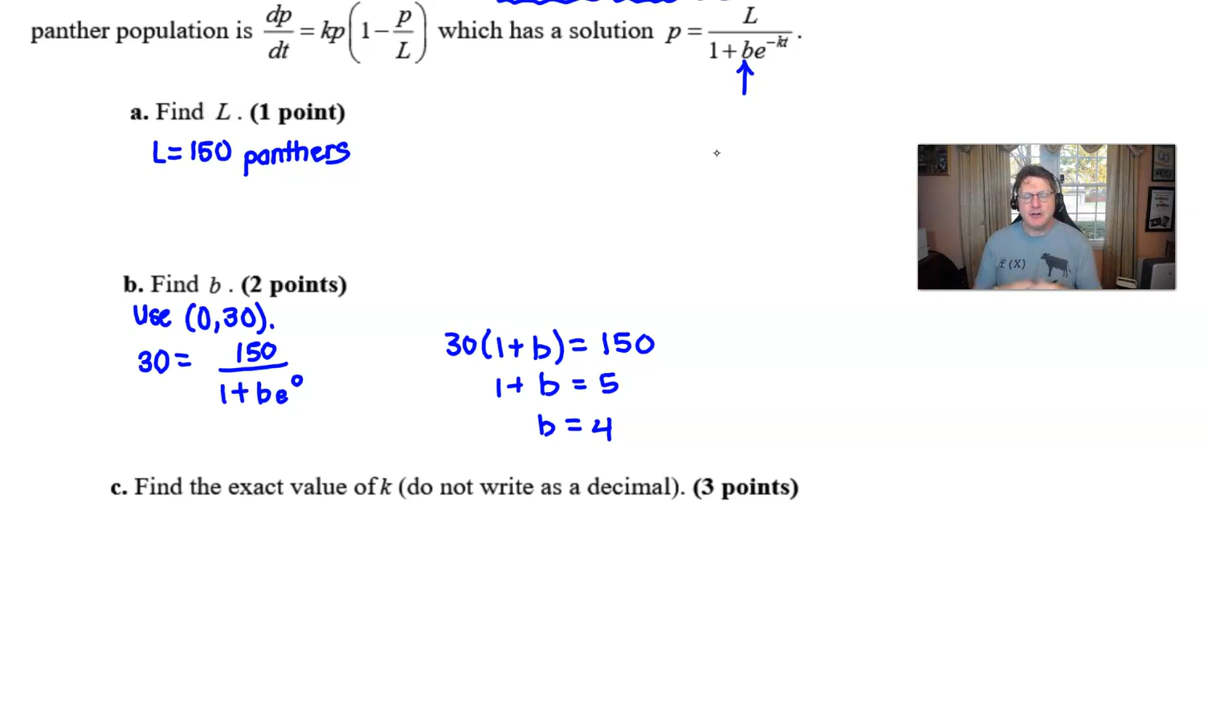 panther population is dp/dt = kp(1 − p/L) which has a solution p = L/(1 + be^(−kt)).
a. Find L. (1 point)
L = 150 panthers
b. Find b. (2 points)
Use (0,30).
30 = 150/(1 + be^0)
30(1 + b) = 150
1 + b = 5
b = 4
c. Find the exact value of k (do not write as a decimal). (3 points)
f(X)